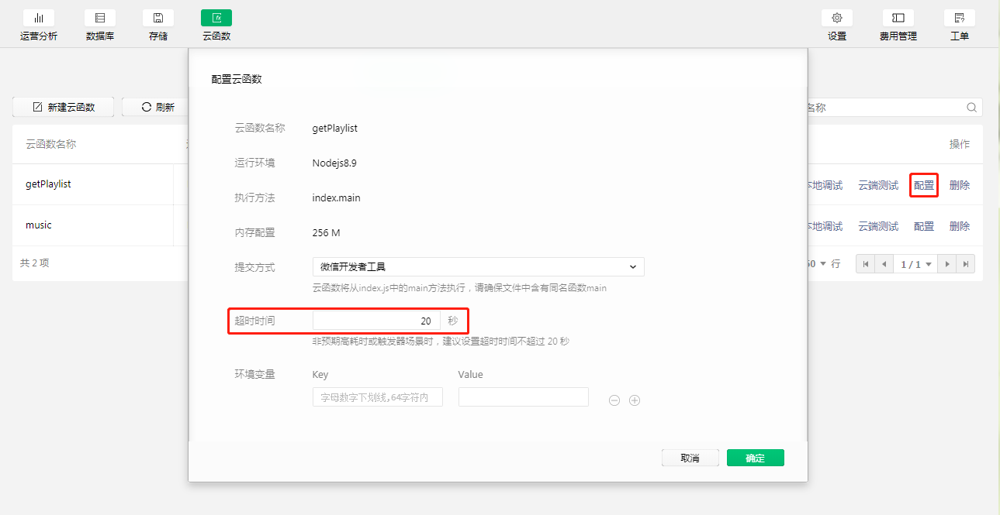 运营分析 数据库 存储 云函数 设置 费用管理 工单
配置云函数
新建云函数 刷新 名称
云函数名称 操作
云函数名称 getPlaylist
运行环境 Nodejs8.9
getPlaylist 本地调试 云端测试 配置 删除
执行方法 index.main
music 本地调试 云端测试 配置 删除
内存配置 256 M
共 2 项 50 行 1 / 1
提交方式 微信开发者工具
云函数将从index.js中的main方法执行，请确保文件中含有同名函数main
超时时间 20 秒
非预期高耗时或触发器场景时，建议设置超时时间不超过 20 秒
环境变量 Key Value
字母数字下划线,64字符内
取消 确定